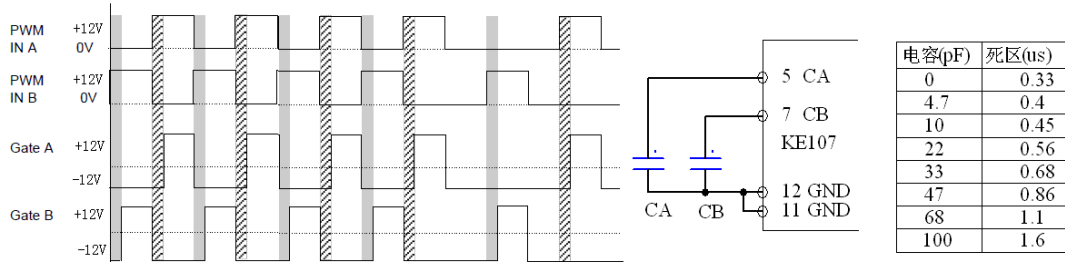 PWM +12V
IN A 0V
PWM +12V
IN B 0V
Gate A +12V
-12V
Gate B +12V
-12V
5 CA
7 CB
KE107
12 GND
11 GND
CA CB
电容(pF) 死区(us)
0 0.33
4.7 0.4
10 0.45
22 0.56
33 0.68
47 0.86
68 1.1
100 1.6